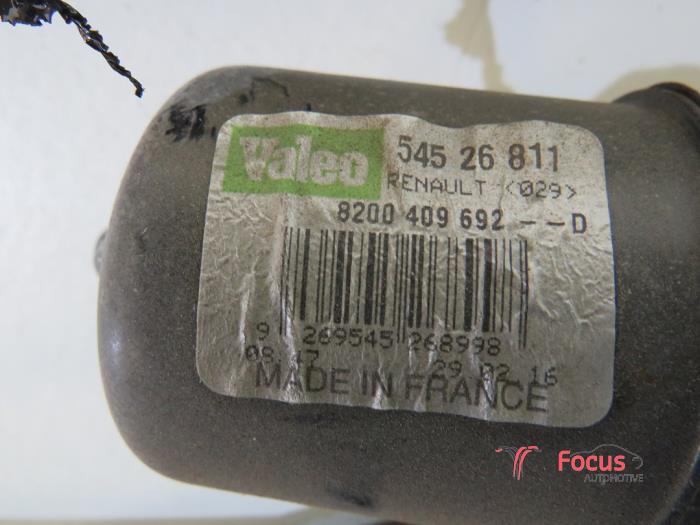 Valeo 545 26 811
RENAULT <029>
8200 409 692 --D
9 269545 268998
08:47 29 02 16
MADE IN FRANCE
Focus
AUTOMOTIVE